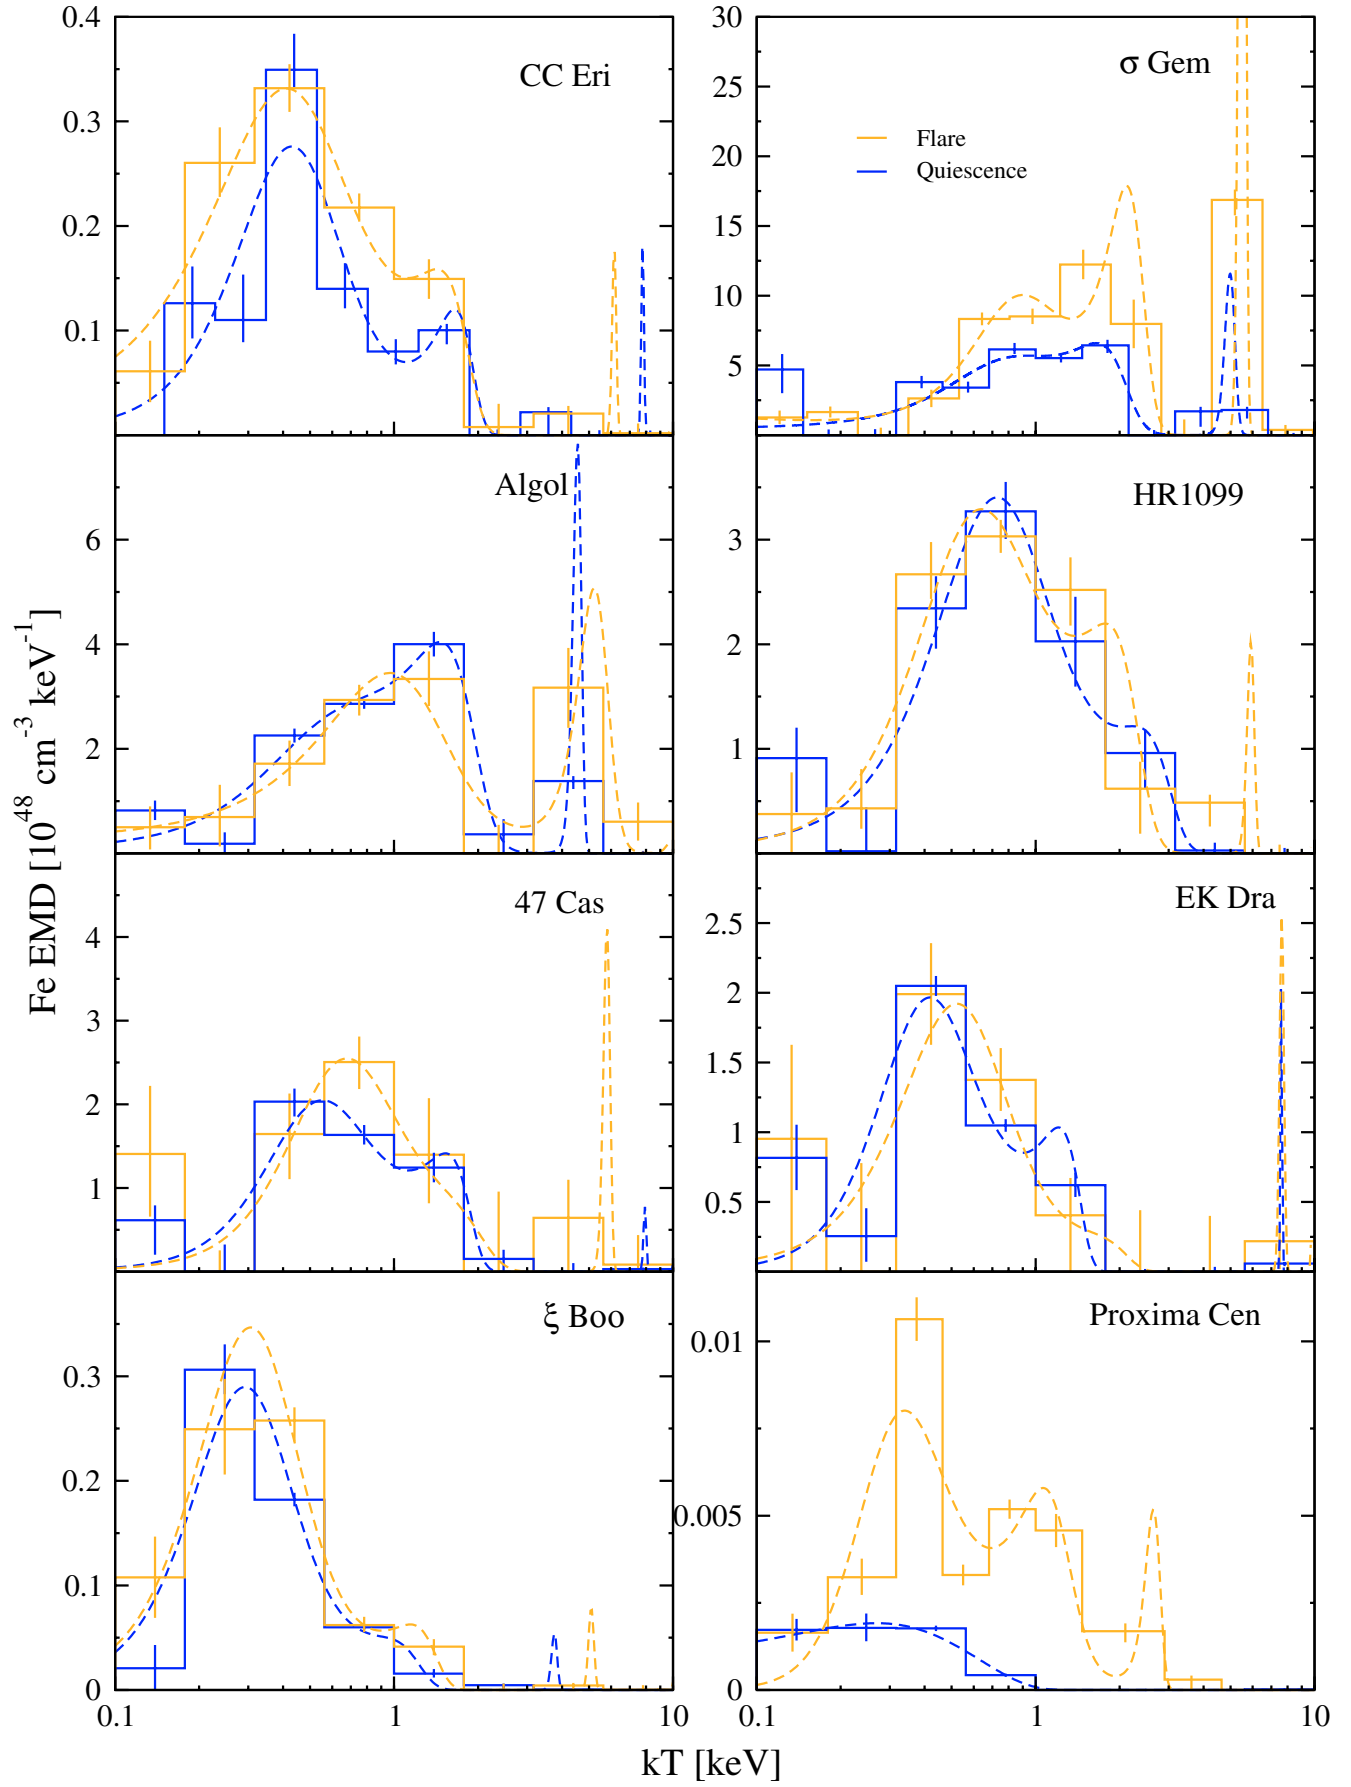 0.4
0.3
0.2
0.1
CC Eri
30
25
20
15
10
5
σ Gem
Flare
Quiescence
6
4
2
Algol
3
2
1
HR1099
Fe EMD [10^48 cm^-3 keV^-1]
4
3
2
1
47 Cas
2.5
2
1.5
1
0.5
EK Dra
0.3
0.2
0.1
0
ξ Boo
0.01
0.005
0
Proxima Cen
0.1 1 10
0.1 1 10
kT [keV]